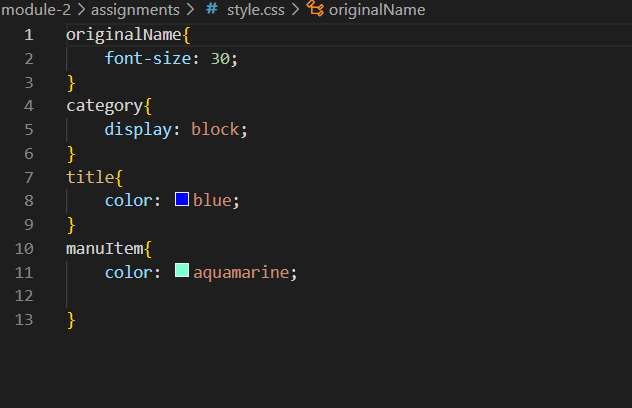 module-2 > assignments > # style.css > originalName
1 originalName{
2 font-size: 30;
3 }
4 category{
5 display: block;
6 }
7 title{
8 color: blue;
9 }
10 manuItem{
11 color: aquamarine;
12
13 }